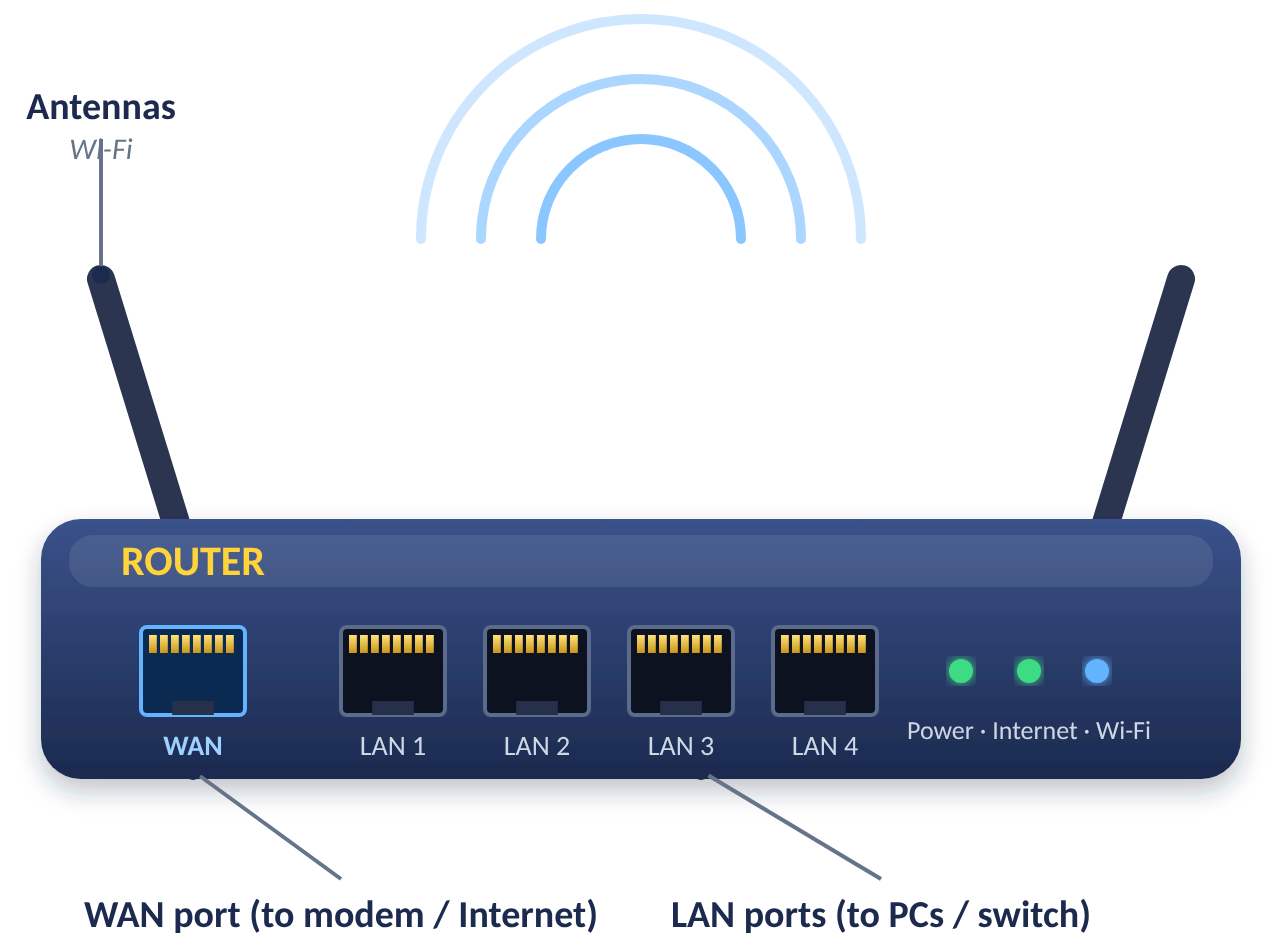 Antennas
Wi-Fi
ROUTER
WAN
LAN 1
LAN 2
LAN 3
LAN 4
Power · Internet · Wi-Fi
WAN port (to modem / Internet)
LAN ports (to PCs / switch)